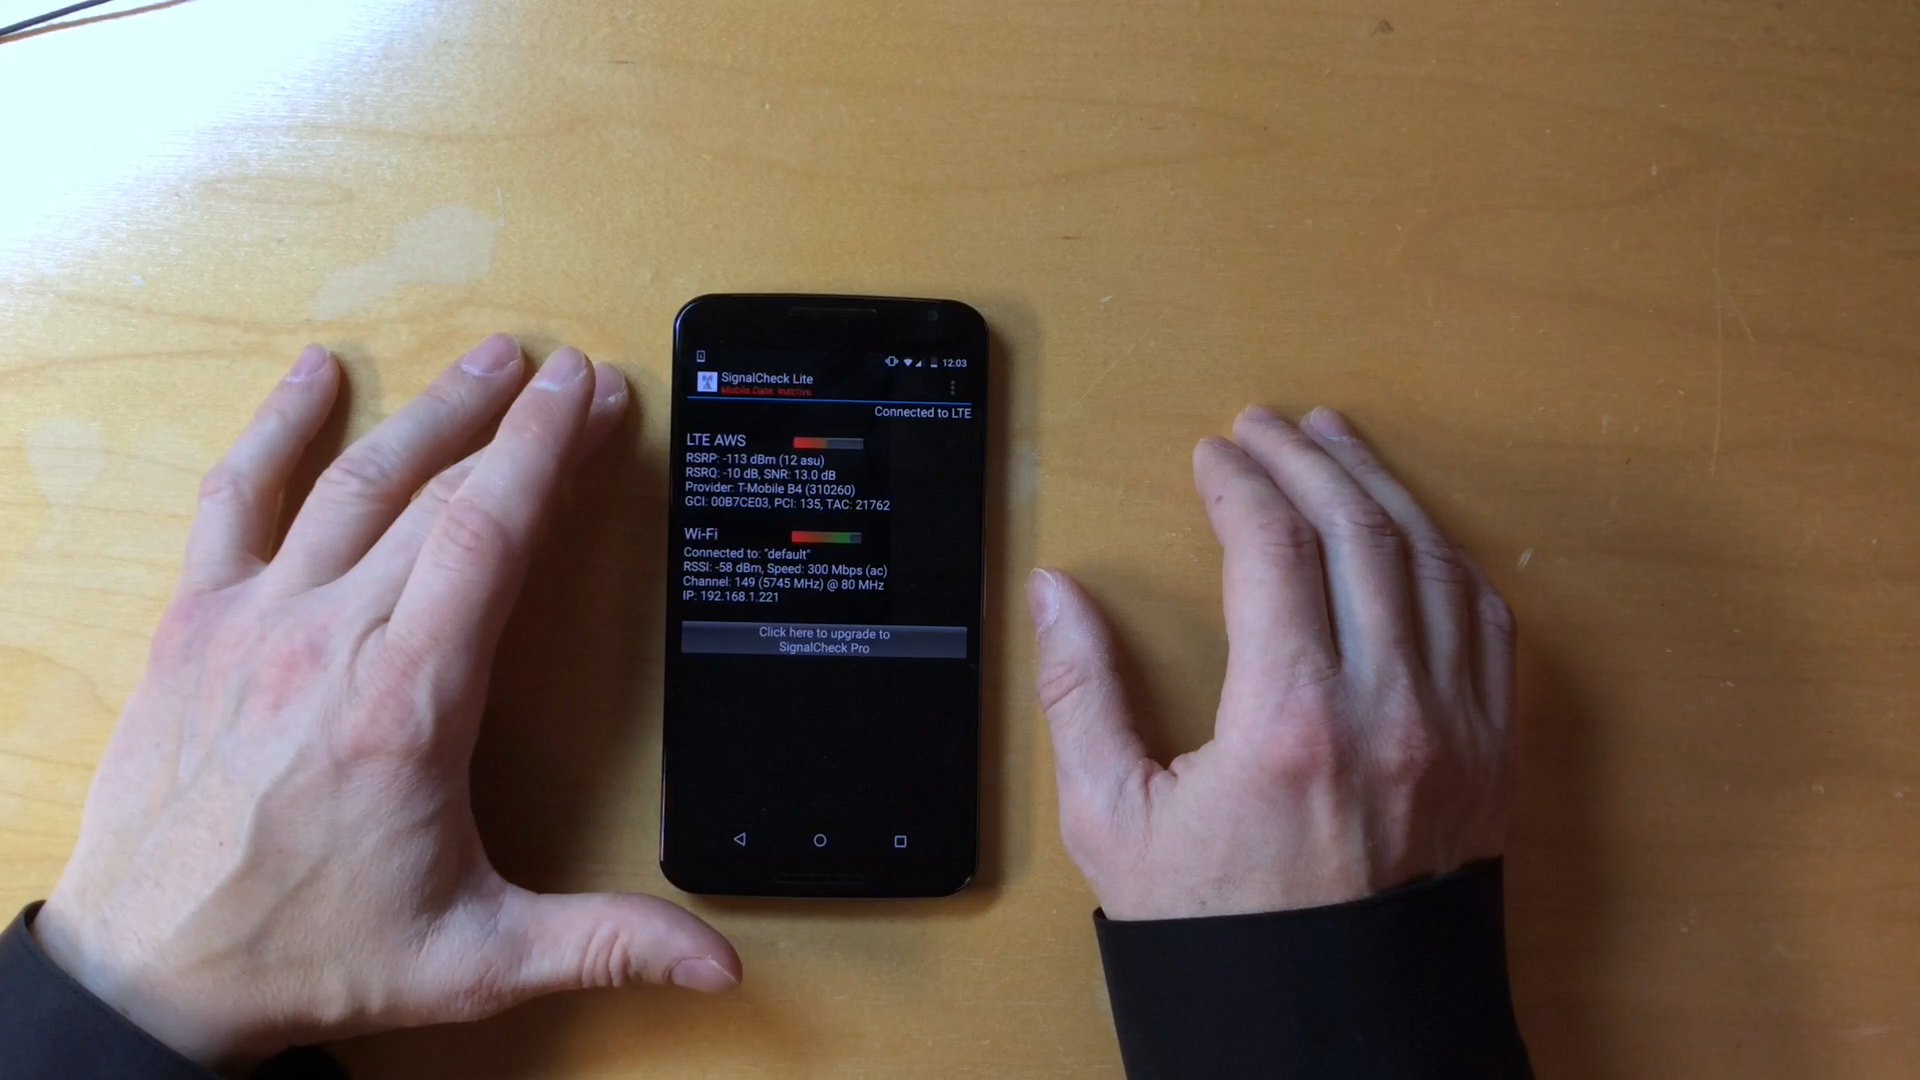 12:03
SignalCheck Lite
Mobile Data: Inactive
Connected to LTE
LTE AWS
RSRP: -113 dBm (12 asu)
RSRQ: -10 dB, SNR: 13.0 dB
Provider: T-Mobile B4 (310260)
GCI: 00B7CE03, PCI: 135, TAC: 21762
Wi-Fi
Connected to: "default"
RSSI: -58 dBm, Speed: 300 Mbps (ac)
Channel: 149 (5745 MHz) @ 80 MHz
IP: 192.168.1.221
Click here to upgrade to
SignalCheck Pro